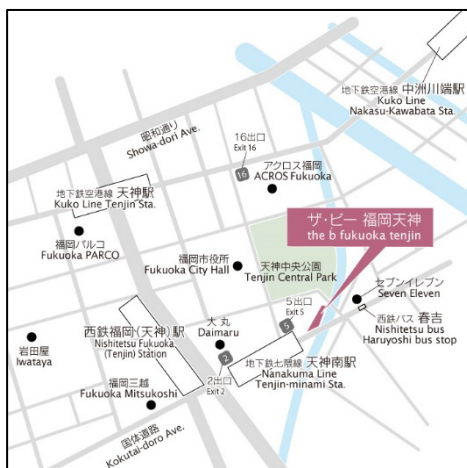 地下鉄空港線 中洲川端駅
Kuko Line
Nakasu-Kawabata Sta.
昭和通り
Showa-dori Ave.
16出口
Exit 16
16
アクロス福岡
ACROS Fukuoka
地下鉄空港線 天神駅
Kuko Line Tenjin Sta.
福岡パルコ
Fukuoka PARCO
ザ・ビー 福岡天神
the b fukuoka tenjin
福岡市役所
Fukuoka City Hall
天神中央公園
Tenjin Central Park
セブンイレブン
Seven Eleven
5出口
Exit 5
5
西鉄バス 春吉
Nishitetsu bus
Haruyoshi bus stop
西鉄福岡(天神)駅
Nishitetsu Fukuoka
(Tenjin) Station
大丸
Daimaru
2
2出口
Exit 2
地下鉄七隈線 天神南駅
Nanakuma Line
Tenjin-minami Sta.
岩田屋
Iwataya
福岡三越
Fukuoka Mitsukoshi
国体道路
Kokutai-doro Ave.